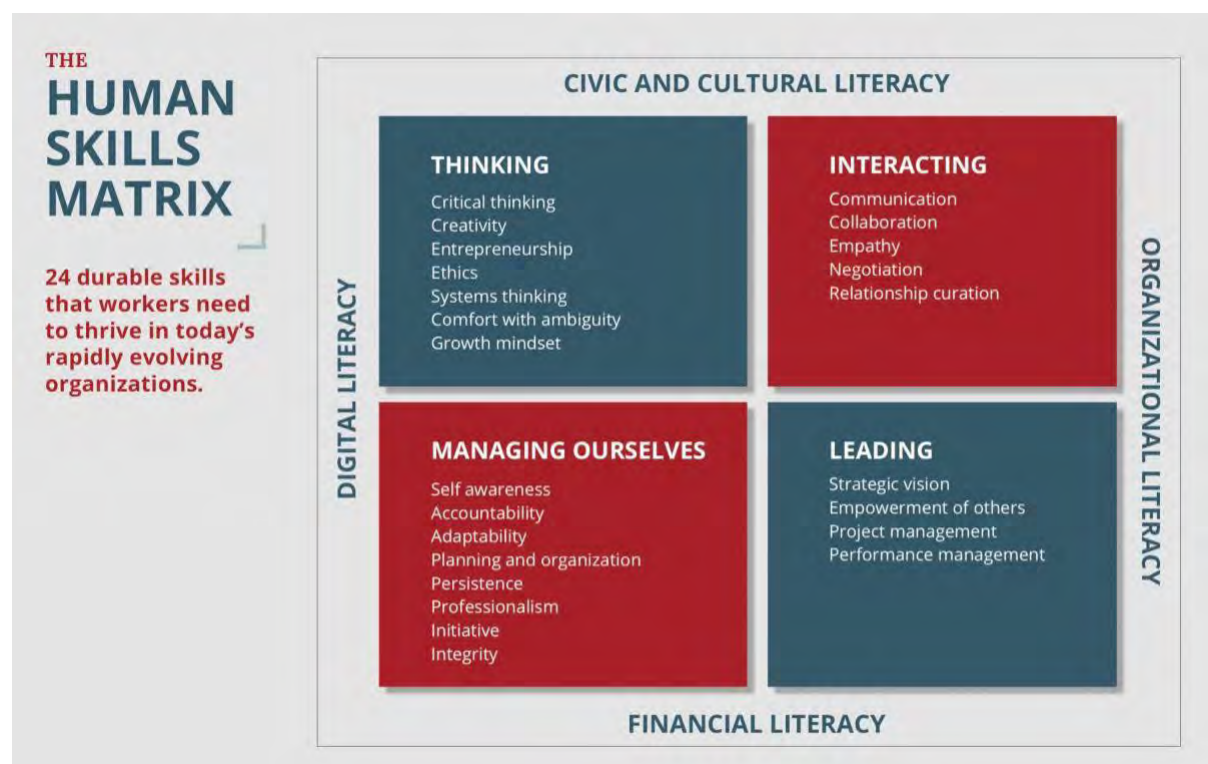 THE
HUMAN
SKILLS
MATRIX
24 durable skills
that workers need
to thrive in today's
rapidly evolving
organizations.
CIVIC AND CULTURAL LITERACY
DIGITAL LITERACY
THINKING
Critical thinking
Creativity
Entrepreneurship
Ethics
Systems thinking
Comfort with ambiguity
Growth mindset
INTERACTING
Communication
Collaboration
Empathy
Negotiation
Relationship curation
MANAGING OURSELVES
Self awareness
Accountability
Adaptability
Planning and organization
Persistence
Professionalism
Initiative
Integrity
LEADING
Strategic vision
Empowerment of others
Project management
Performance management
ORGANIZATIONAL LITERACY
FINANCIAL LITERACY